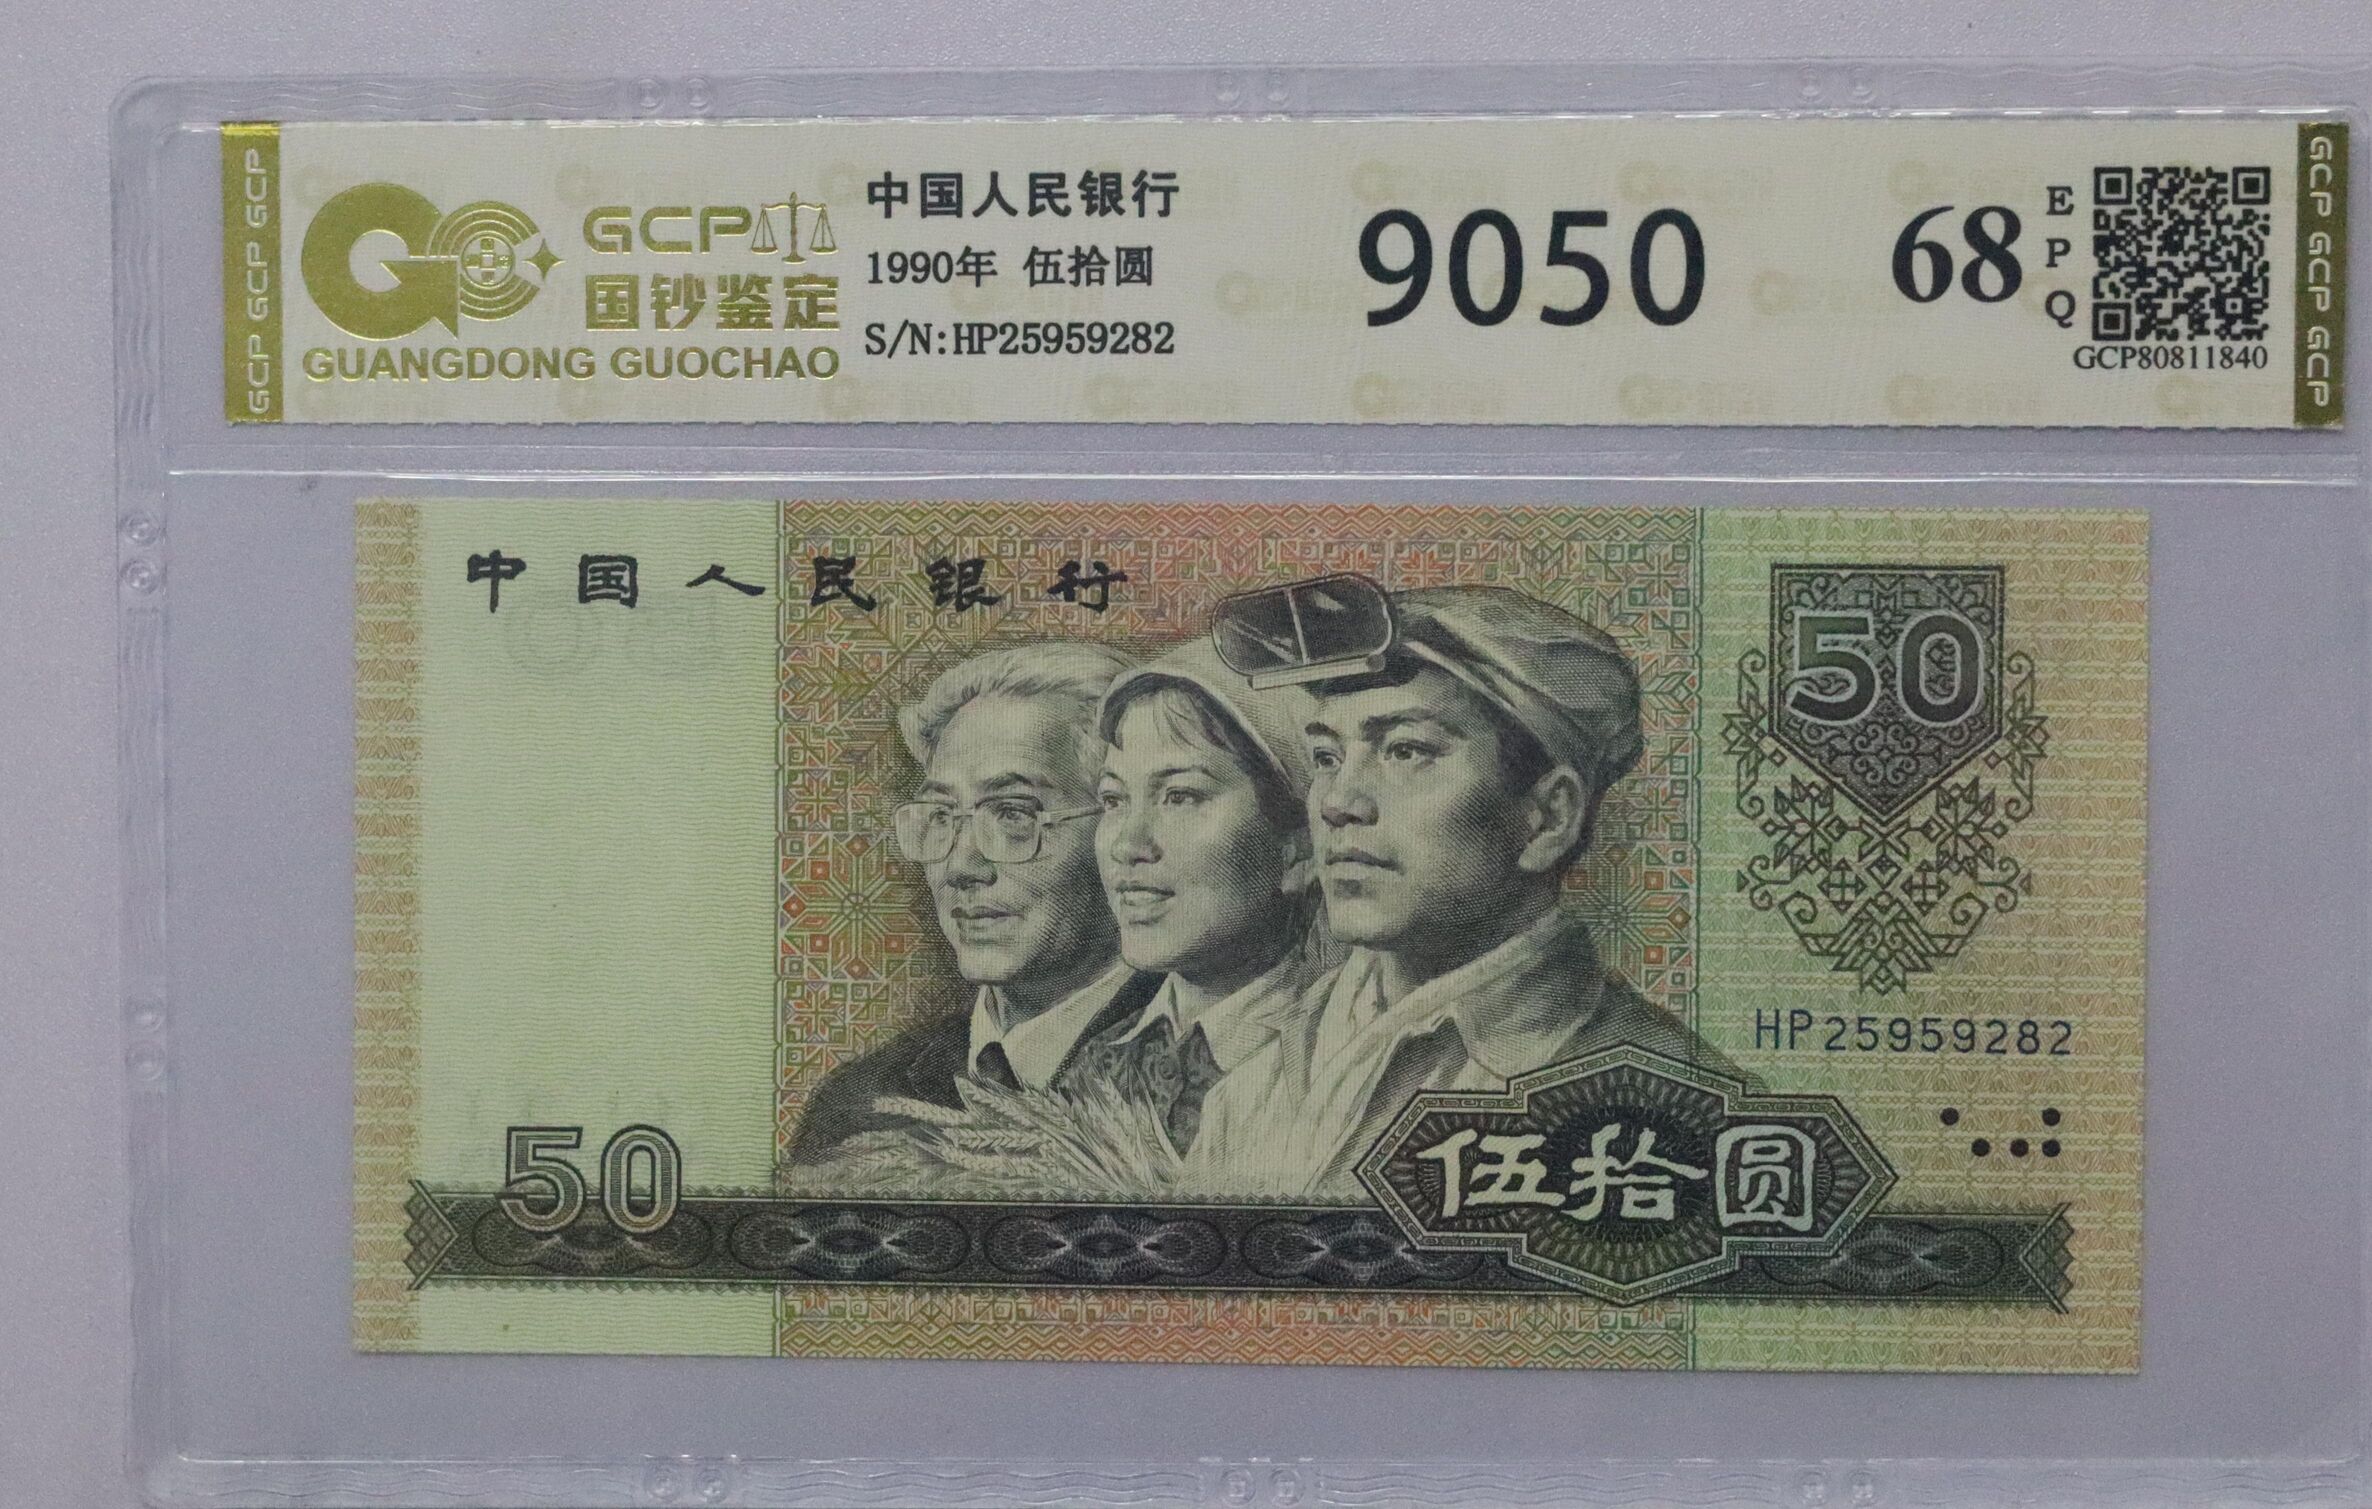 GCP GCP GCP
GCP
国钞鉴定
GUANGDONG GUOCHAO
中国人民银行
1990年 伍拾圆
S/N:HP25959282
9050
68
EPQ
GCP80811840
GCP GCP GCP
中国人民银行
50
HP25959282
50
伍拾圆